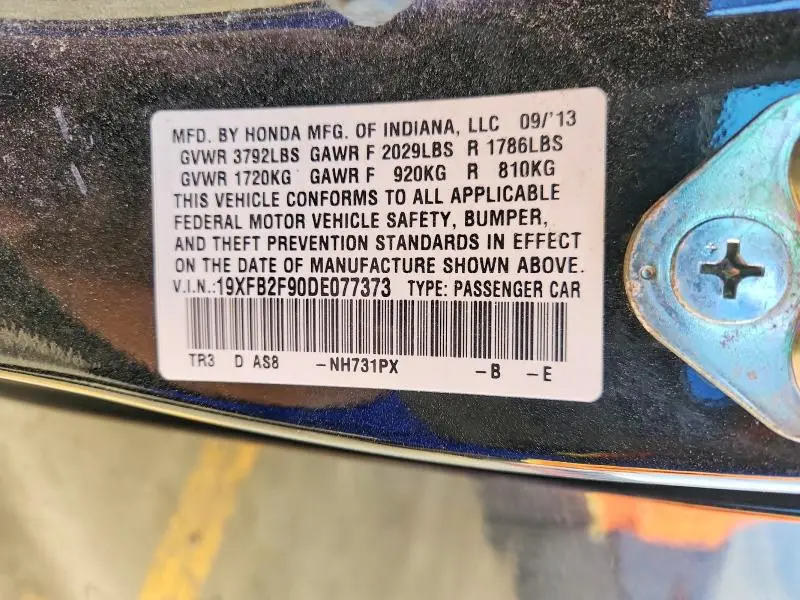 MFD. BY HONDA MFG. OF INDIANA, LLC 09/'13
GVWR 3792LBS GAWR F 2029LBS R 1786LBS
GVWR 1720KG GAWR F 920KG R 810KG
THIS VEHICLE CONFORMS TO ALL APPLICABLE
FEDERAL MOTOR VEHICLE SAFETY, BUMPER,
AND THEFT PREVENTION STANDARDS IN EFFECT
ON THE DATE OF MANUFACTURE SHOWN ABOVE.
V.I.N.:19XFB2F90DE077373 TYPE: PASSENGER CAR
TR3 D AS8 -NH731PX -B -E